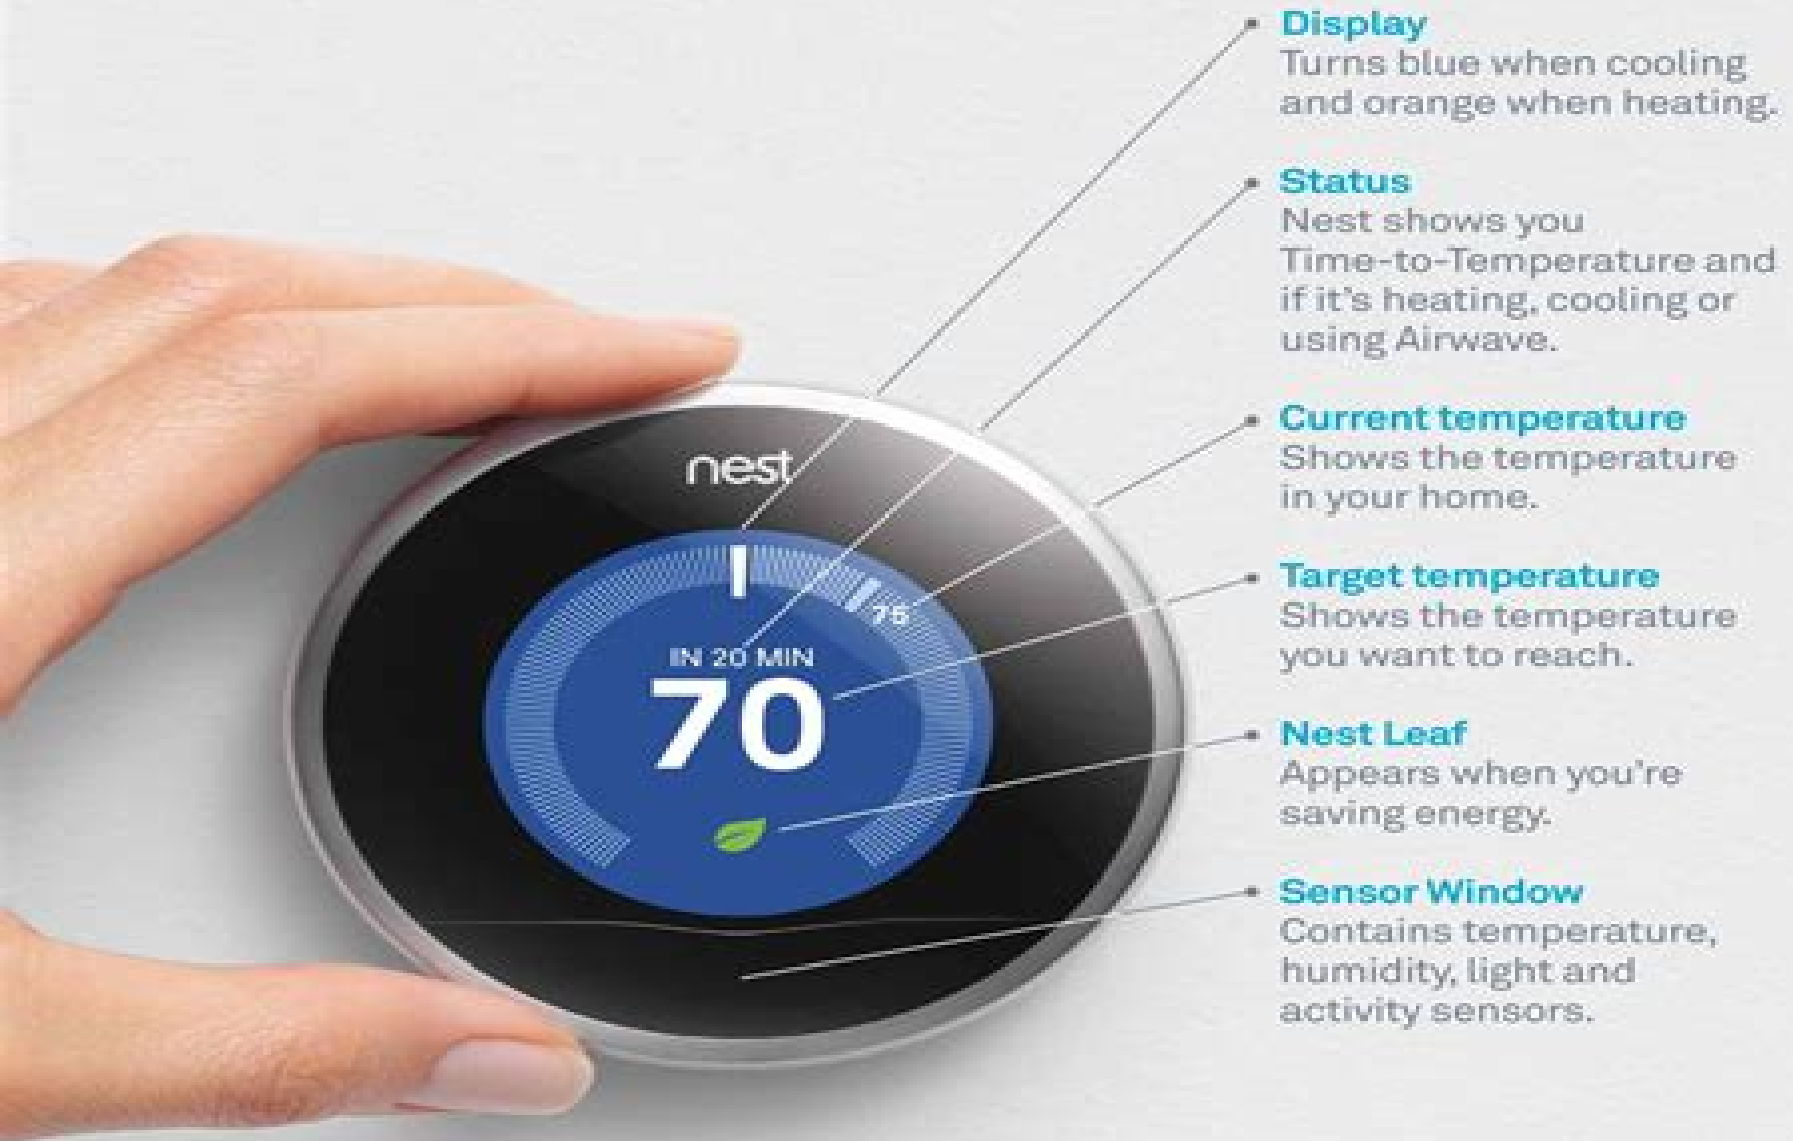 Display
Turns blue when cooling
and orange when heating.
Status
Nest shows you
Time-to-Temperature and
if it's heating, cooling or
using Airwave.
Current temperature
Shows the temperature
in your home.
Target temperature
Shows the temperature
you want to reach.
Nest Leaf
Appears when you're
saving energy.
Sensor Window
Contains temperature,
humidity, light and
activity sensors.
nest
75
IN 20 MIN
70